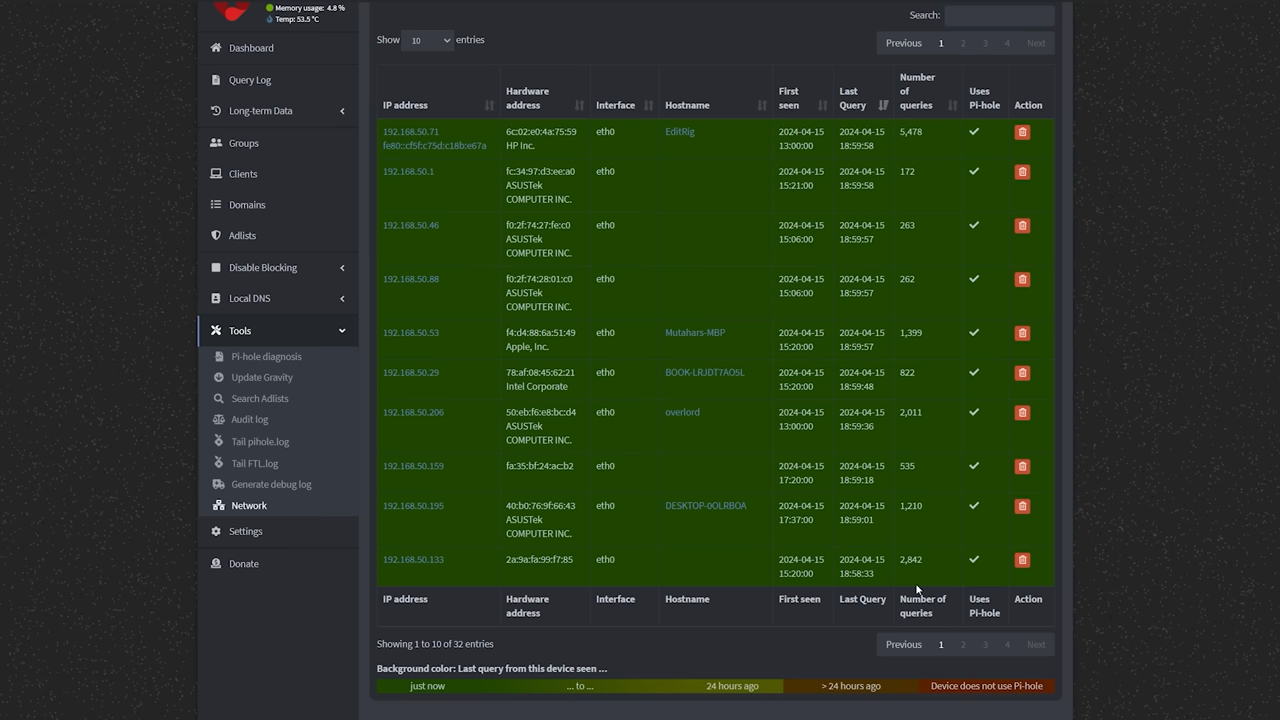 Memory usage: 4.8 %
Temp: 53.5 °C
Dashboard
Query Log
Long-term Data
Groups
Clients
Domains
Adlists
Disable Blocking
Local DNS
Tools
Pi-hole diagnosis
Update Gravity
Search Adlists
Audit log
Tail pihole.log
Tail FTL.log
Generate debug log
Network
Settings
Donate
Search:
Show 10 entries
Previous 1 2 3 4 Next
IP address Hardware address Interface Hostname First seen Last Query Number of queries Uses Pi-hole Action
192.168.50.71 6c:02:e0:4a:75:59 eth0 EditRig 2024-04-15 2024-04-15 5,478
fe80::cf5f:c75d:c18b:e67a HP Inc. 13:00:00 18:59:58
192.168.50.1 fc:34:97:d3:ee:a0 eth0 2024-04-15 2024-04-15 172
ASUSTek 15:21:00 18:59:58
COMPUTER INC.
192.168.50.46 f0:2f:74:27:fe:c0 eth0 2024-04-15 2024-04-15 263
ASUSTek 15:06:00 18:59:57
COMPUTER INC.
192.168.50.88 f0:2f:74:28:01:c0 eth0 2024-04-15 2024-04-15 262
ASUSTek 15:06:00 18:59:57
COMPUTER INC.
192.168.50.53 f4:d4:88:6a:51:49 eth0 Mutahars-MBP 2024-04-15 2024-04-15 1,399
Apple, Inc. 15:20:00 18:59:57
192.168.50.29 78:af:08:45:62:21 eth0 BOOK-LRJDT7AO5L 2024-04-15 2024-04-15 822
Intel Corporate 15:20:00 18:59:48
192.168.50.206 50:eb:f6:e8:bc:d4 eth0 overlord 2024-04-15 2024-04-15 2,011
ASUSTek 13:00:00 18:59:36
COMPUTER INC.
192.168.50.159 fa:35:bf:24:ac:b2 eth0 2024-04-15 2024-04-15 535
17:20:00 18:59:18
192.168.50.195 40:b0:76:9f:66:43 eth0 DESKTOP-0OLRBOA 2024-04-15 2024-04-15 1,210
ASUSTek 17:37:00 18:59:01
COMPUTER INC.
192.168.50.133 2a:9a:fa:99:f7:85 eth0 2024-04-15 2024-04-15 2,842
15:20:00 18:58:33
IP address Hardware address Interface Hostname First seen Last Query Number of queries Uses Pi-hole Action
Showing 1 to 10 of 32 entries
Previous 1 2 3 4 Next
Background color: Last query from this device seen ...
just now ... to ... 24 hours ago > 24 hours ago Device does not use Pi-hole